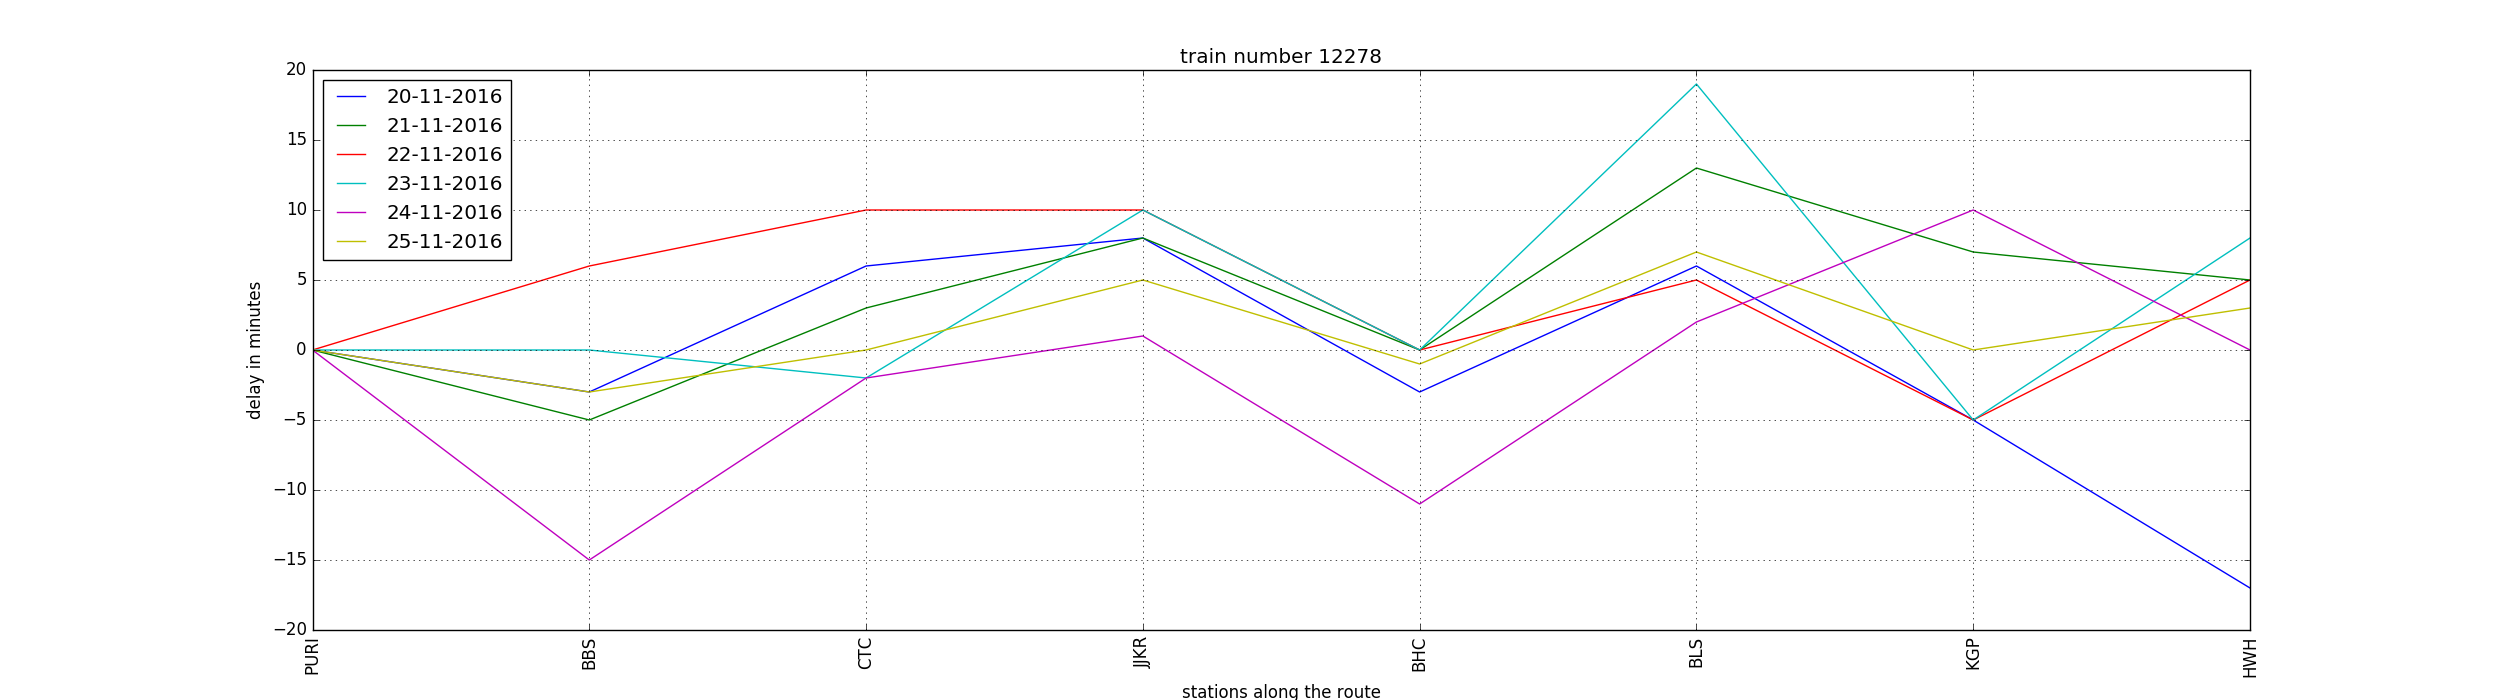 train number 12278
20
15
10
5
0
−5
−10
−15
−20
delay in minutes
20-11-2016
21-11-2016
22-11-2016
23-11-2016
24-11-2016
25-11-2016
PURI
BBS
CTC
JJKR
BHC
BLS
KGP
HWH
stations along the route